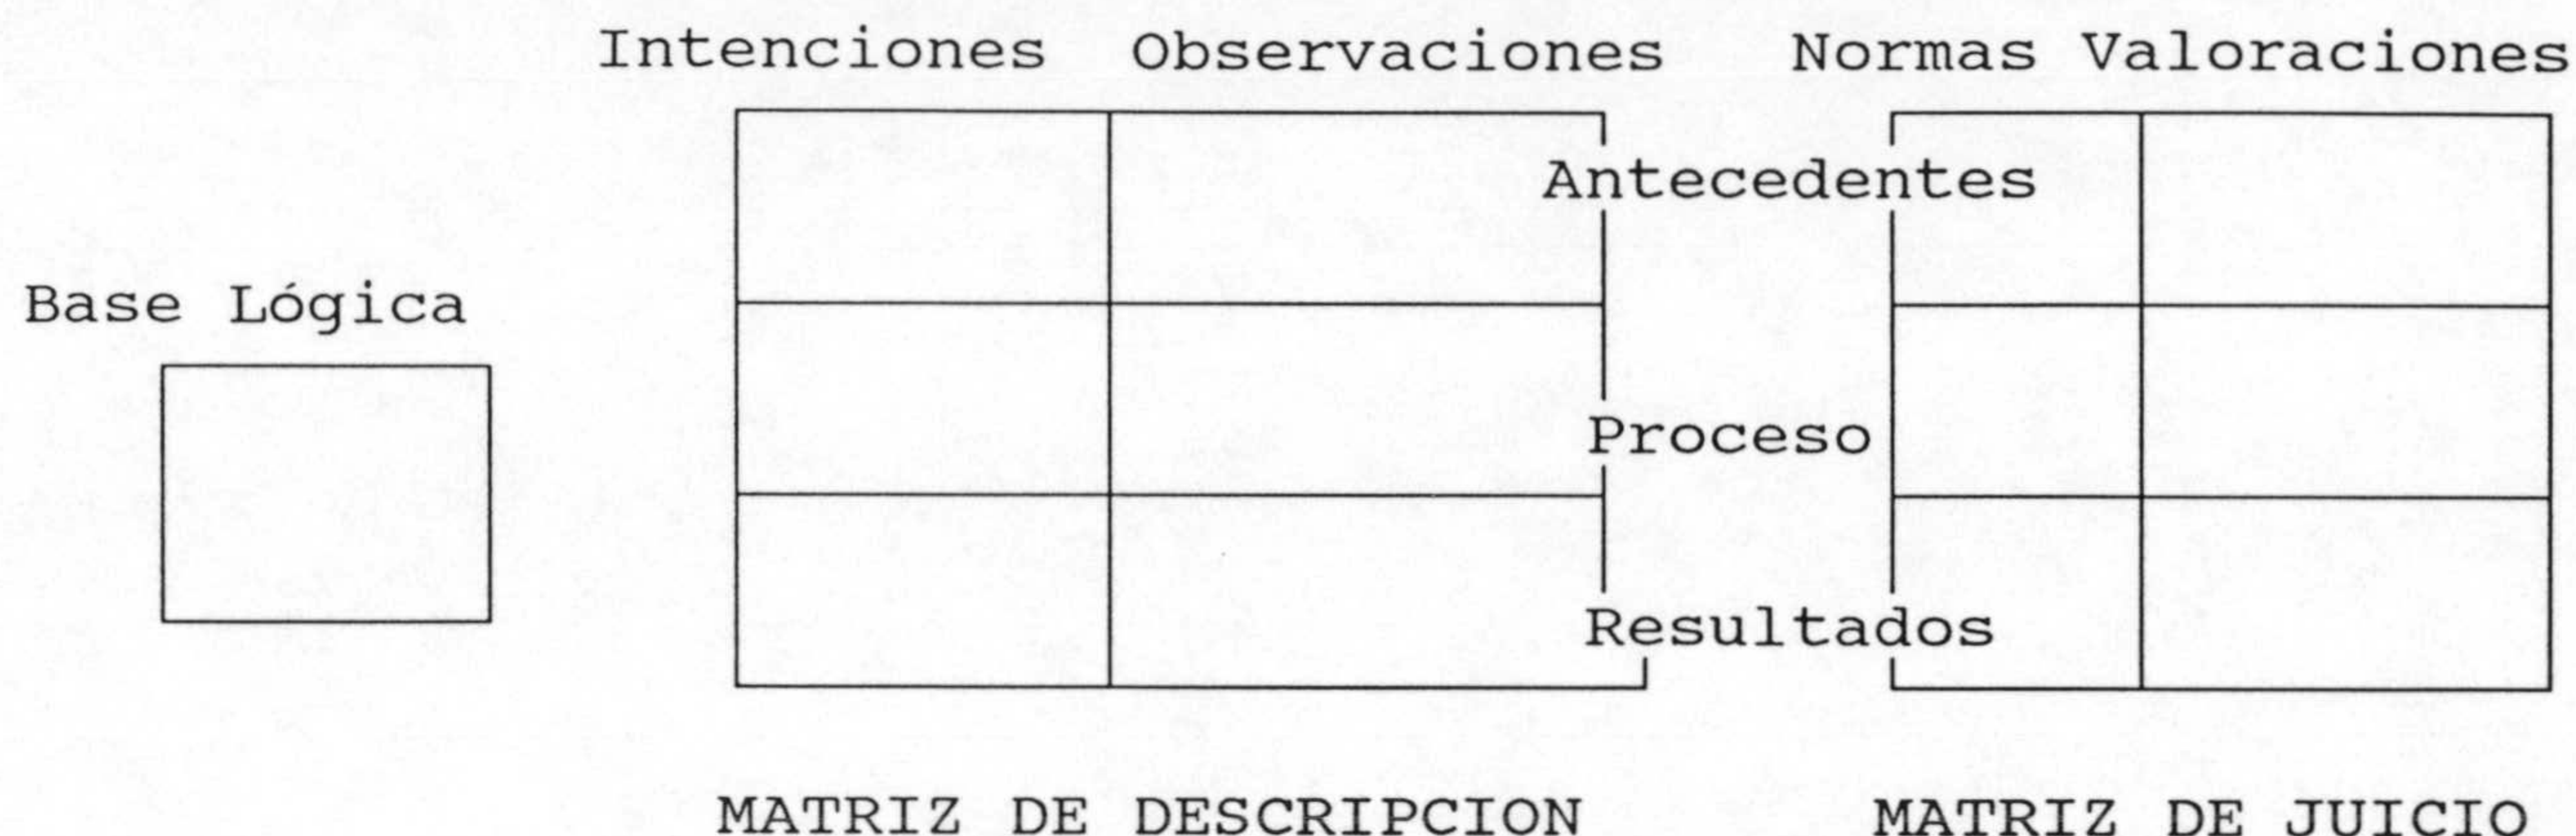 Intenciones Observaciones Normas Valoraciones
Antecedentes
Base Lógica
Proceso
Resultados
MATRIZ DE DESCRIPCION MATRIZ DE JUICIO